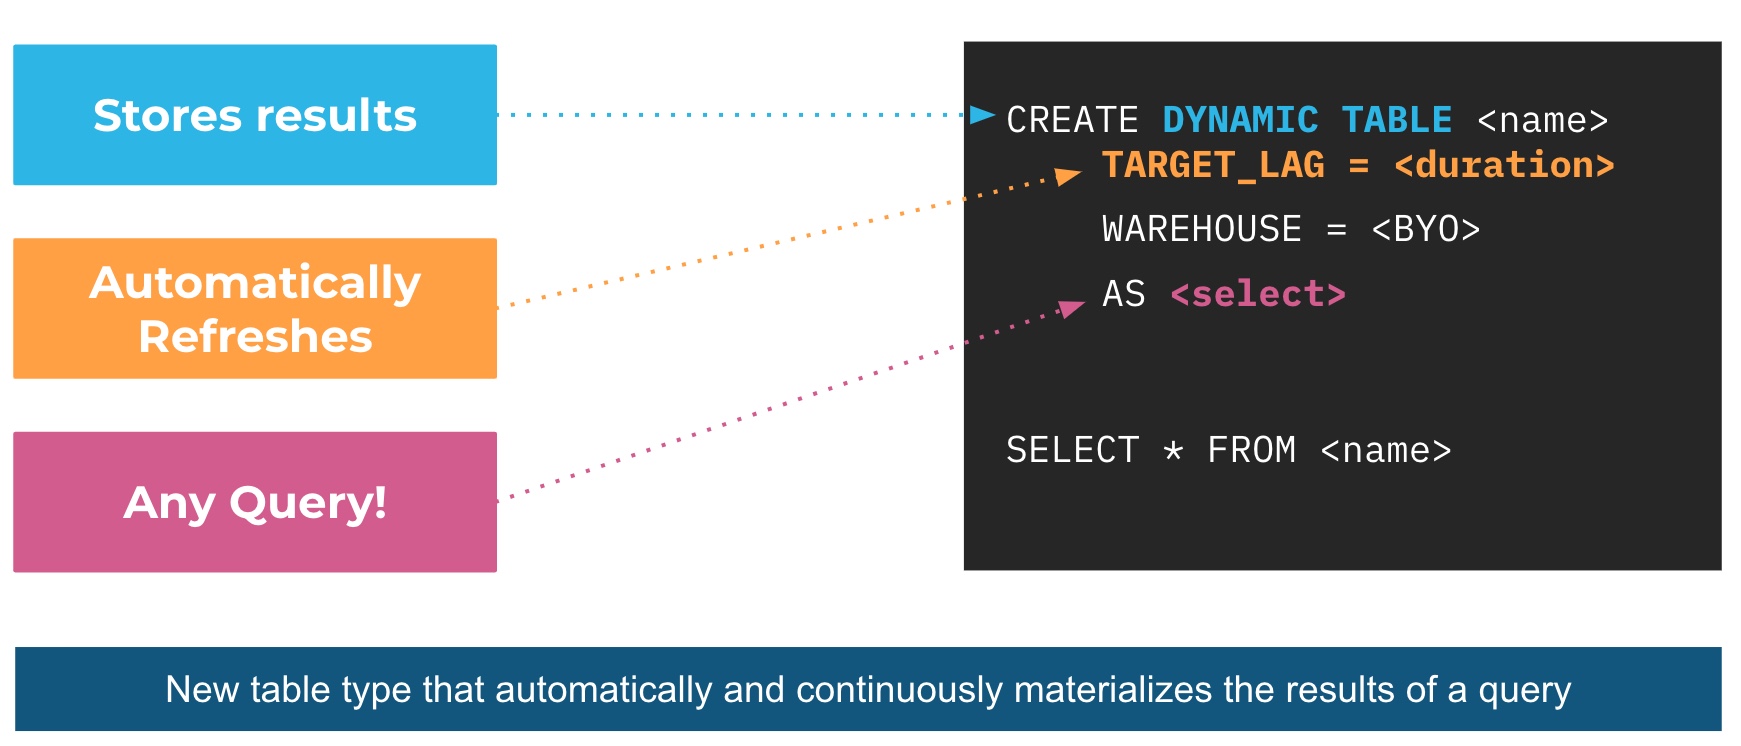 Stores results
Automatically
Refreshes
Any Query!
CREATE DYNAMIC TABLE <name>
TARGET_LAG = <duration>
WAREHOUSE = <BYO>
AS <select>
SELECT * FROM <name>
New table type that automatically and continuously materializes the results of a query